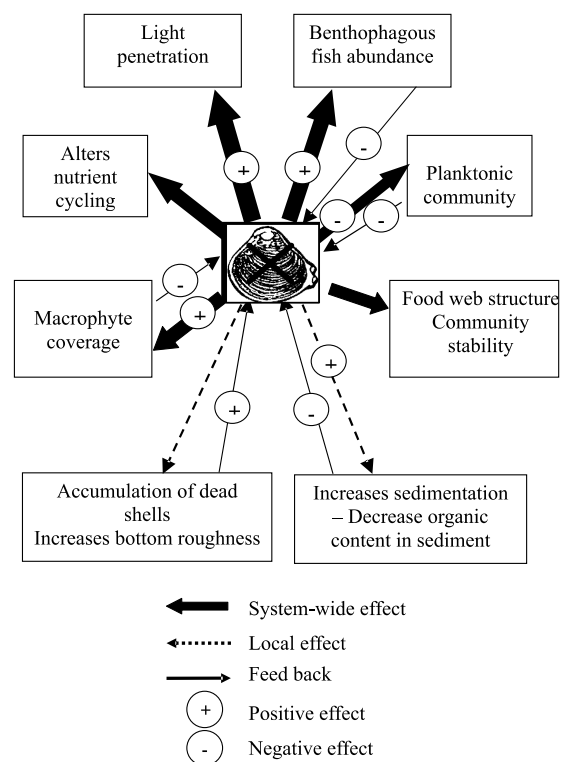 Light
penetration
Benthophagous
fish abundance
Alters
nutrient
cycling
+
+
-
Planktonic
community
-
-
Macrophyte
coverage
-
+
Food web structure
Community
stability
+
+
-
Accumulation of dead
shells
Increases bottom roughness
Increases sedimentation
– Decrease organic
content in sediment
System-wide effect
Local effect
Feed back
+ Positive effect
- Negative effect